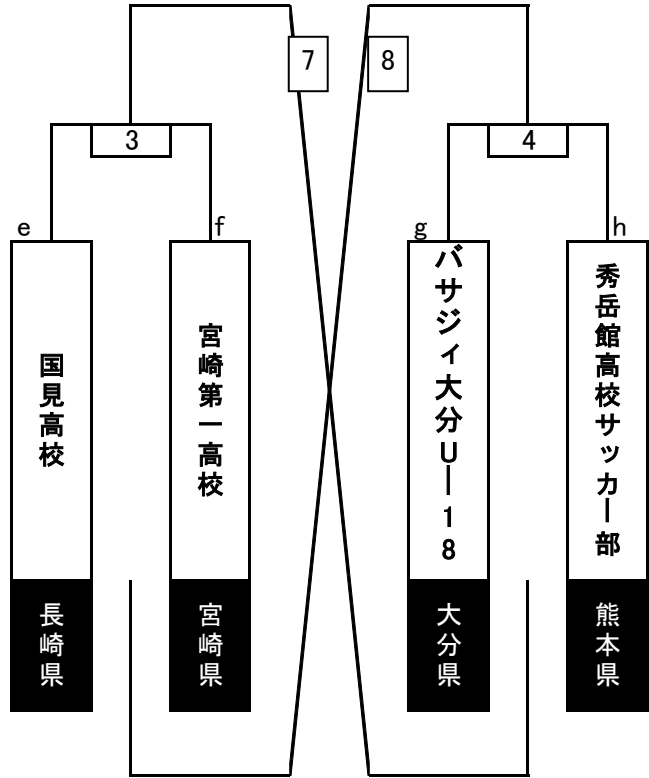 7
8
3
4
e
f
g
h
国見高校
宮崎第一高校
バサジィ大分U—18
秀岳館高校サッカー部
長崎県
宮崎県
大分県
熊本県